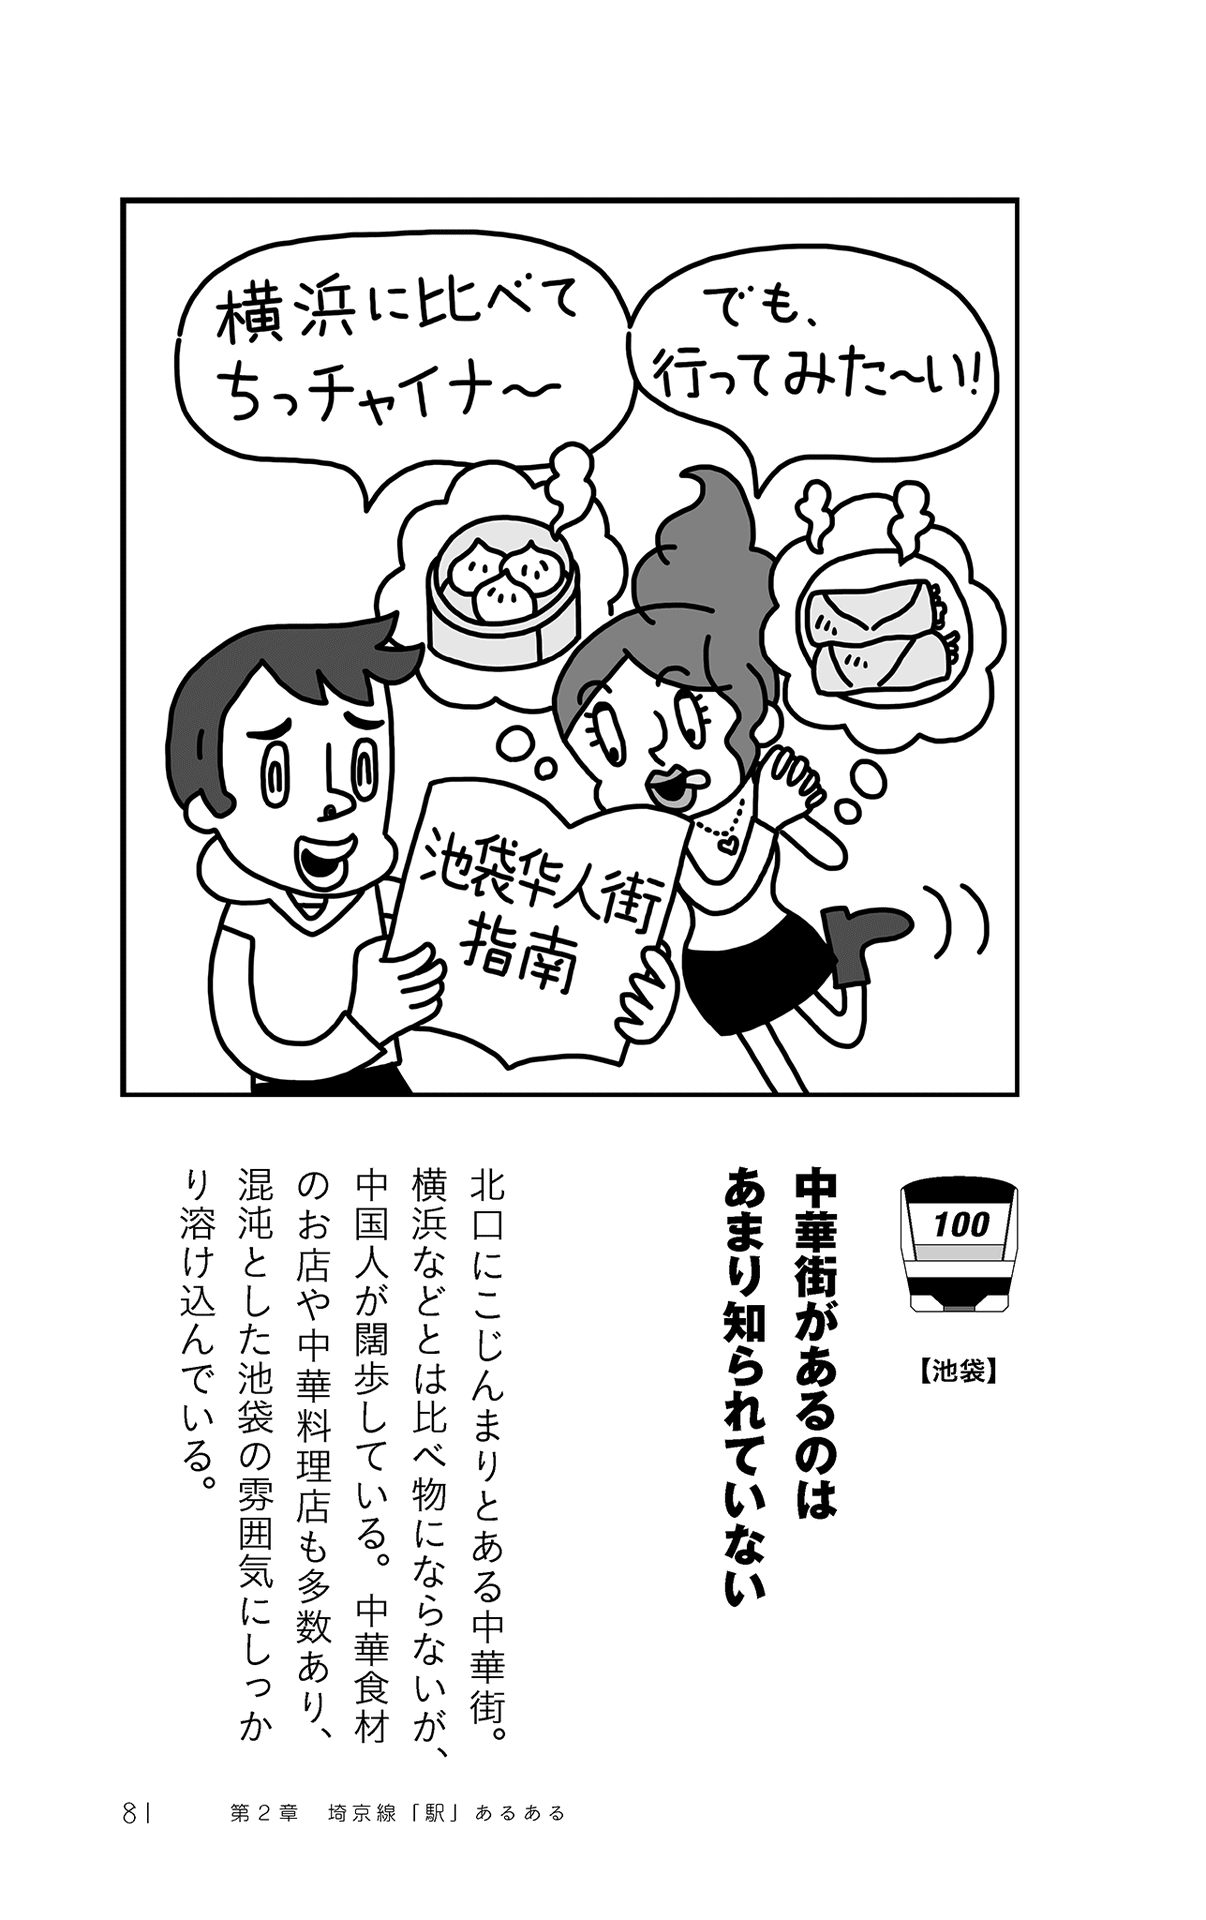 横浜に比べて
ちっチャイナ〜
でも、
行ってみた〜い!
池袋华人街
指南
100
【池袋】
中華街があるのは
あまり知られていない
北口にこじんまりとある中華街。
横浜などとは比べ物にならないが、
中国人が闊歩している。中華食材
のお店や中華料理店も多数あり、
混沌とした池袋の雰囲気にしっか
り溶け込んでいる。
81
第2章 埼京線「駅」あるある